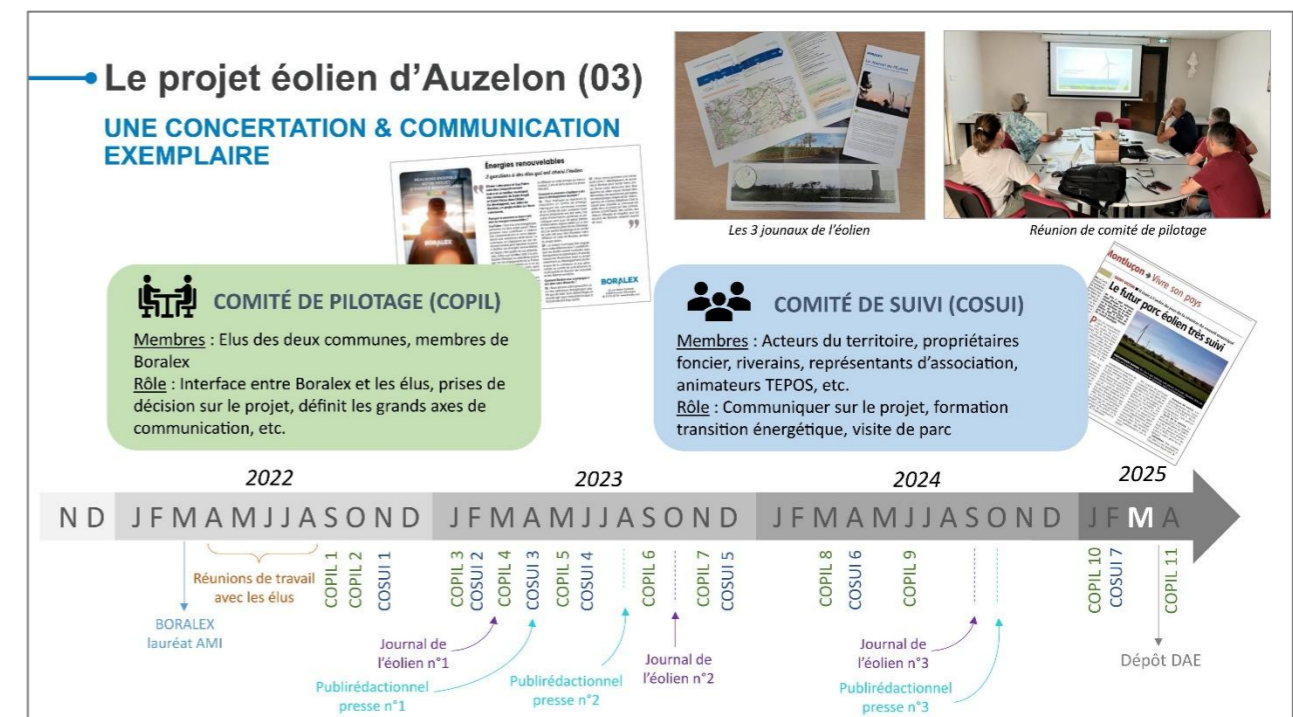 Le projet éolien d’Auzelon (03)
UNE CONCERTATION & COMMUNICATION
EXEMPLAIRE
Énergies renouvelables
BORALEX
BORALEX
Les 3 jounaux de l’éolien
Réunion de comité de pilotage
COMITÉ DE PILOTAGE (COPIL)
Membres : Elus des deux communes, membres de
Boralex
Rôle : Interface entre Boralex et les élus, prises de
décision sur le projet, définit les grands axes de
communication, etc.
COMITÉ DE SUIVI (COSUI)
Membres : Acteurs du territoire, propriétaires
foncier, riverains, représentants d’association,
animateurs TEPOS, etc.
Rôle : Communiquer sur le projet, formation
transition énergétique, visite de parc
Montluçon → Vivre son pays
Le futur parc éolien très suivi
2022
2023
2024
2025
N D J F M A M J J A S O N D J F M A M J J A S O N D J F M A M J J A S O N D J F M A
Réunions de travail
avec les élus
COPIL 1
COPIL 2
COSUI 1
COPIL 3
COSUI 2
COPIL 4
COSUI 3
COPIL 5
COSUI 4
COPIL 6
COPIL 7
COSUI 5
COPIL 8
COSUI 6
COPIL 9
COPIL 10
COSUI 7
COPIL 11
BORALEX
lauréat AMI
Journal de
l’éolien n°1
Publirédactionnel
presse n°1
Publirédactionnel
presse n°2
Journal de
l’éolien n°2
Journal de
l’éolien n°3
Publirédactionnel
presse n°3
Dépôt DAE